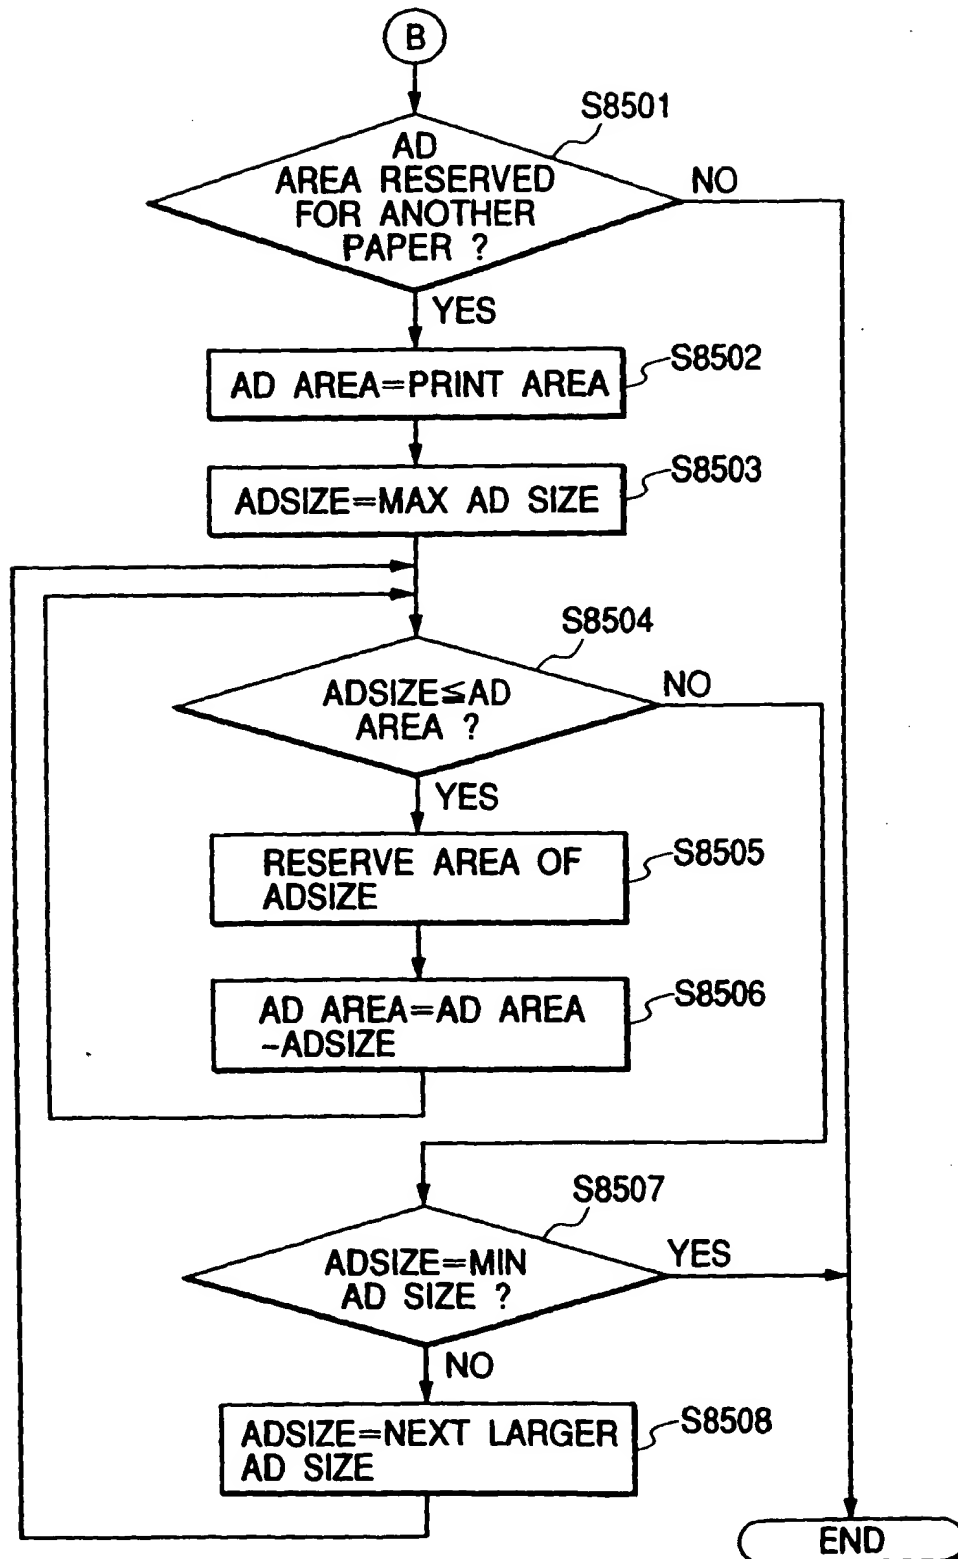 B
S8501
AD
AREA RESERVED
FOR ANOTHER
PAPER ?
NO
YES
S8502
AD AREA=PRINT AREA
S8503
ADSIZE=MAX AD SIZE
S8504
ADSIZE≦AD
AREA ?
NO
YES
S8505
RESERVE AREA OF
ADSIZE
S8506
AD AREA=AD AREA
-ADSIZE
S8507
ADSIZE=MIN
AD SIZE ?
YES
NO
S8508
ADSIZE=NEXT LARGER
AD SIZE
END